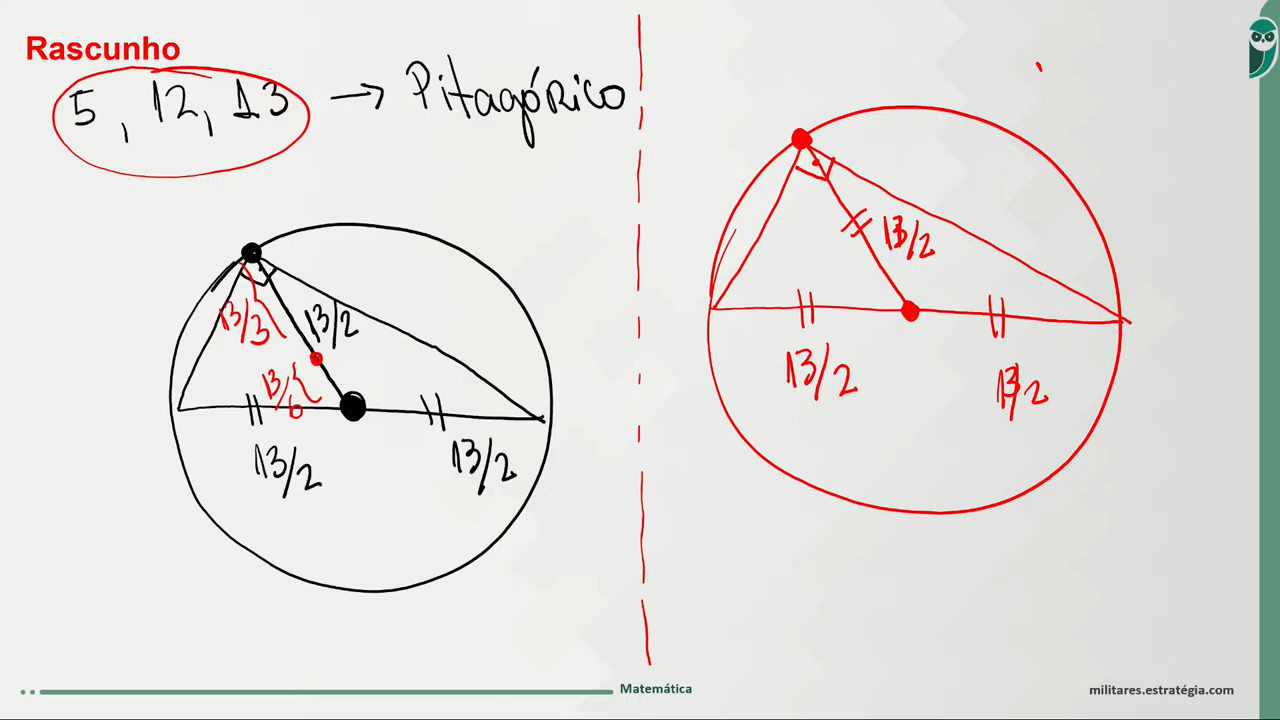 Rascunho
5, 12, 13 → Pitagórico
13/3
13/2
13/6
13/2
13/2
13/2
13/2
13/2
Matemática
militares.estratégia.com